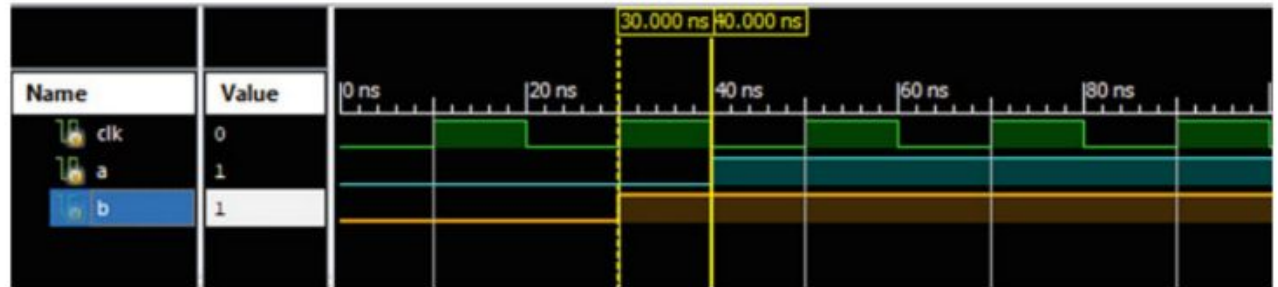 30.000 ns 40.000 ns
Name Value 0 ns 20 ns 40 ns 60 ns 80 ns
clk 0
a 1
b 1